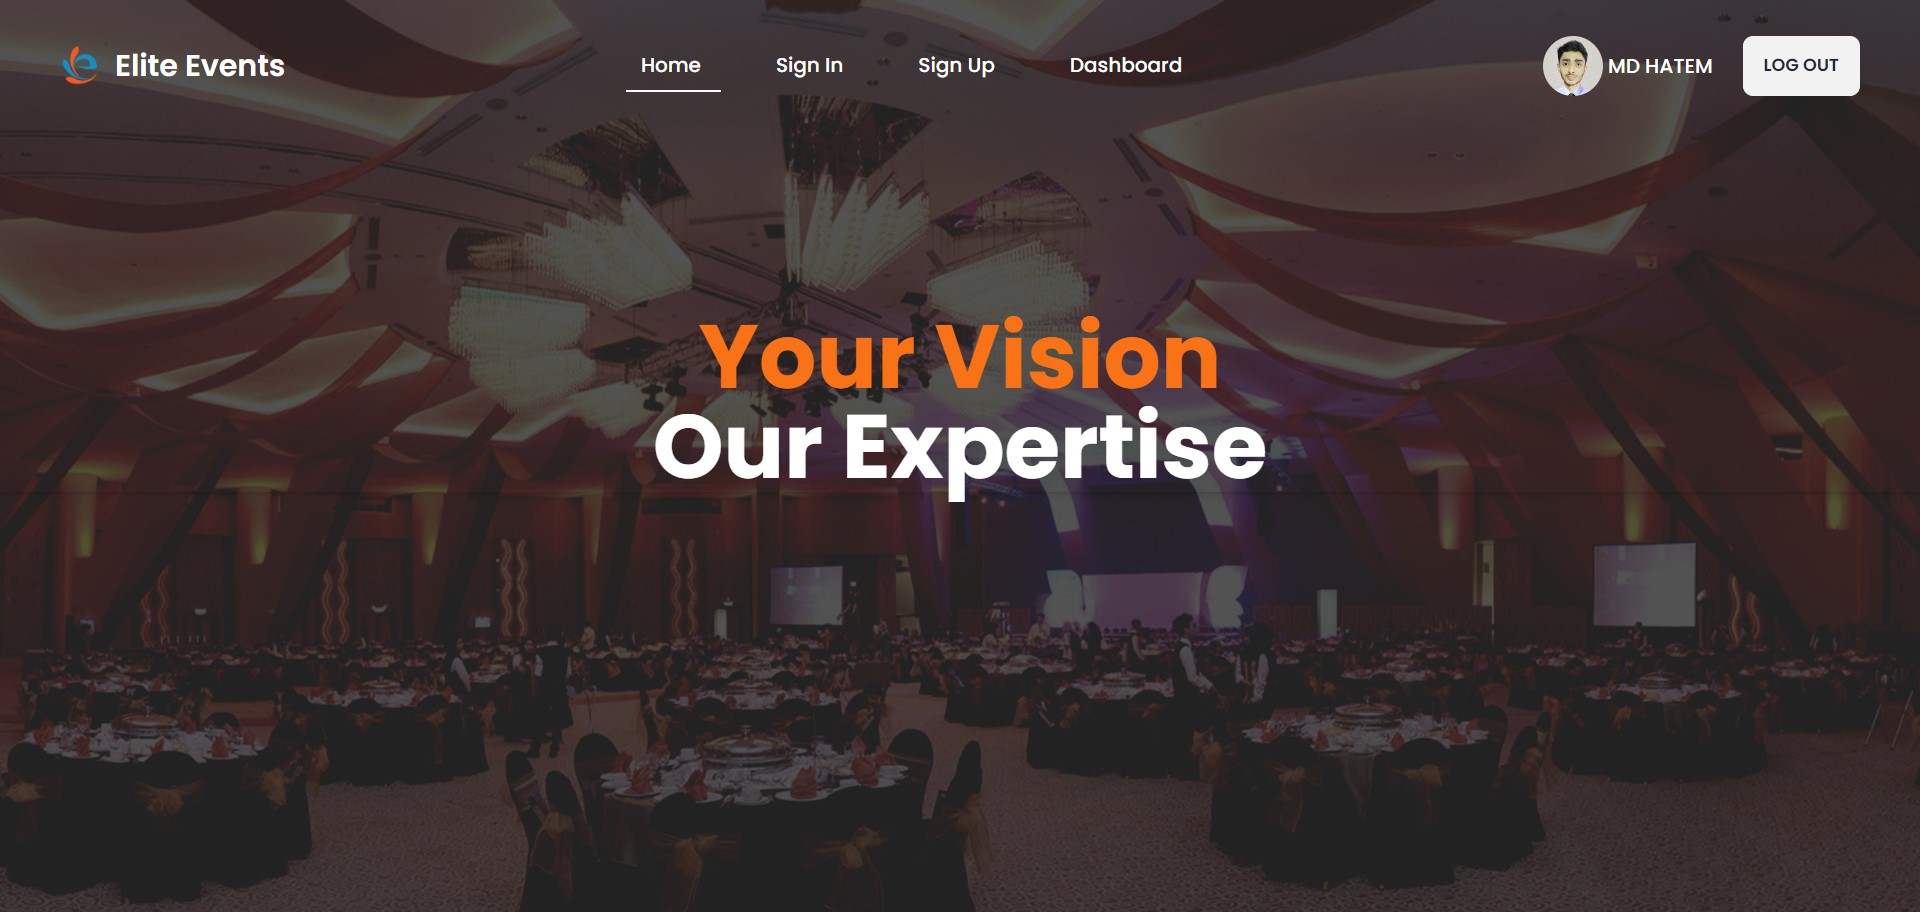 Elite Events
Home
Sign In
Sign Up
Dashboard
MD HATEM
LOG OUT
Your Vision
Our Expertise